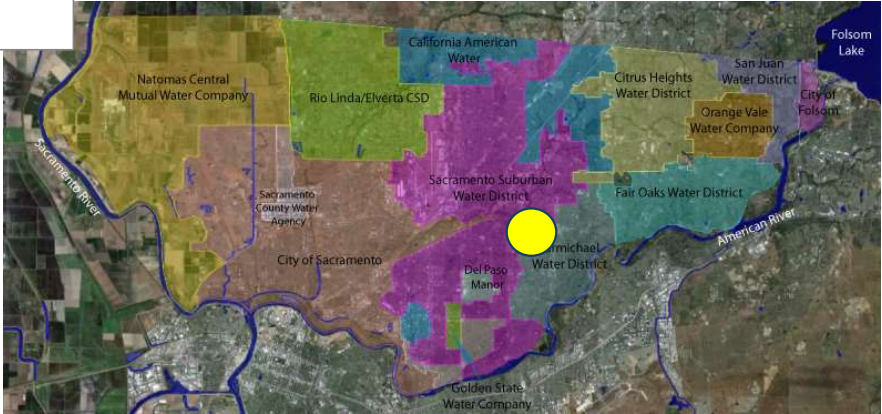 Folsom
Lake
California American
Water
San Juan
Water District
Natomas Central
Mutual Water Company
Rio Linda/Elverta CSD
Citrus Heights
Water District
City of
Folsom
Orange Vale
Water Company
Sacramento River
Sacramento
County Water
Agency
Sacramento Suburban
Water District
Fair Oaks Water District
American River
City of Sacramento
Water District
Del Paso
Manor
Golden State
Water Company